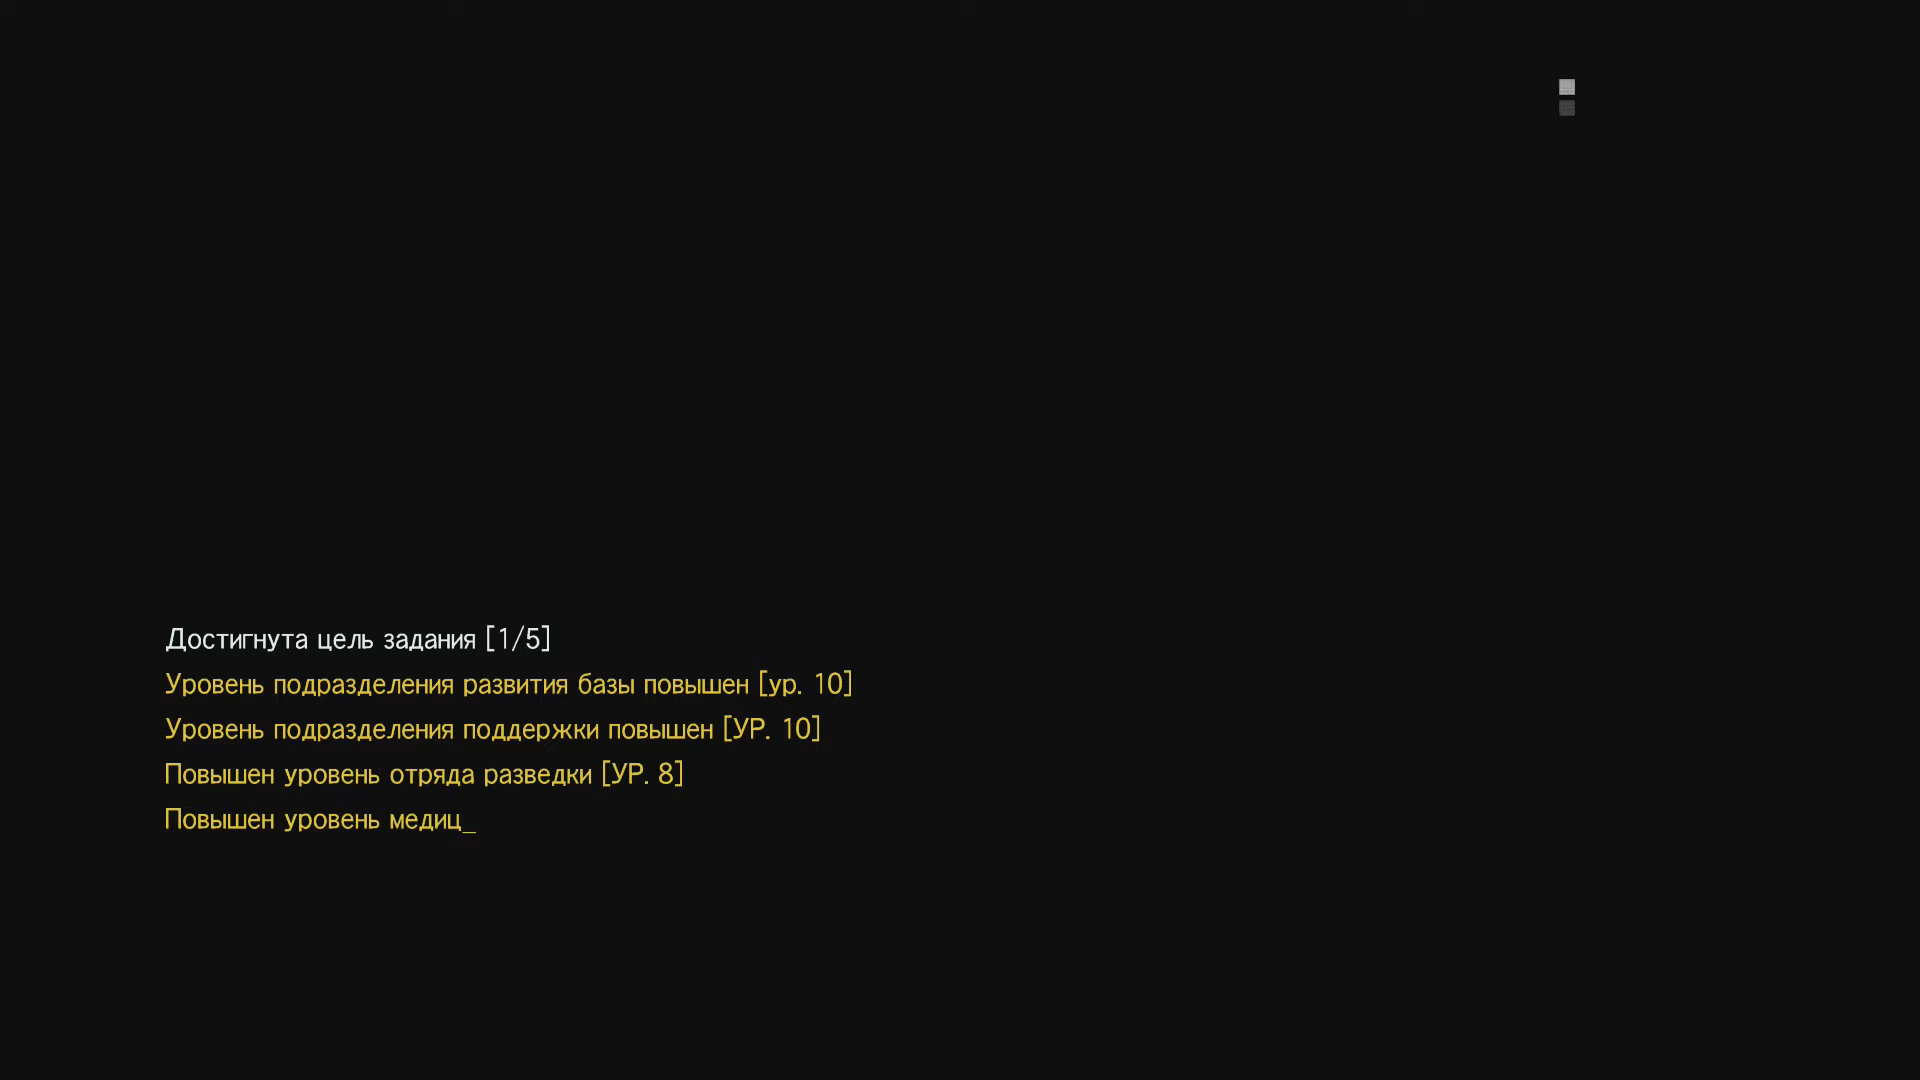 Достигнута цель задания [1/5]
Уровень подразделения развития базы повышен [ур. 10]
Уровень подразделения поддержки повышен [УР. 10]
Повышен уровень отряда разведки [УР. 8]
Повышен уровень медиц_